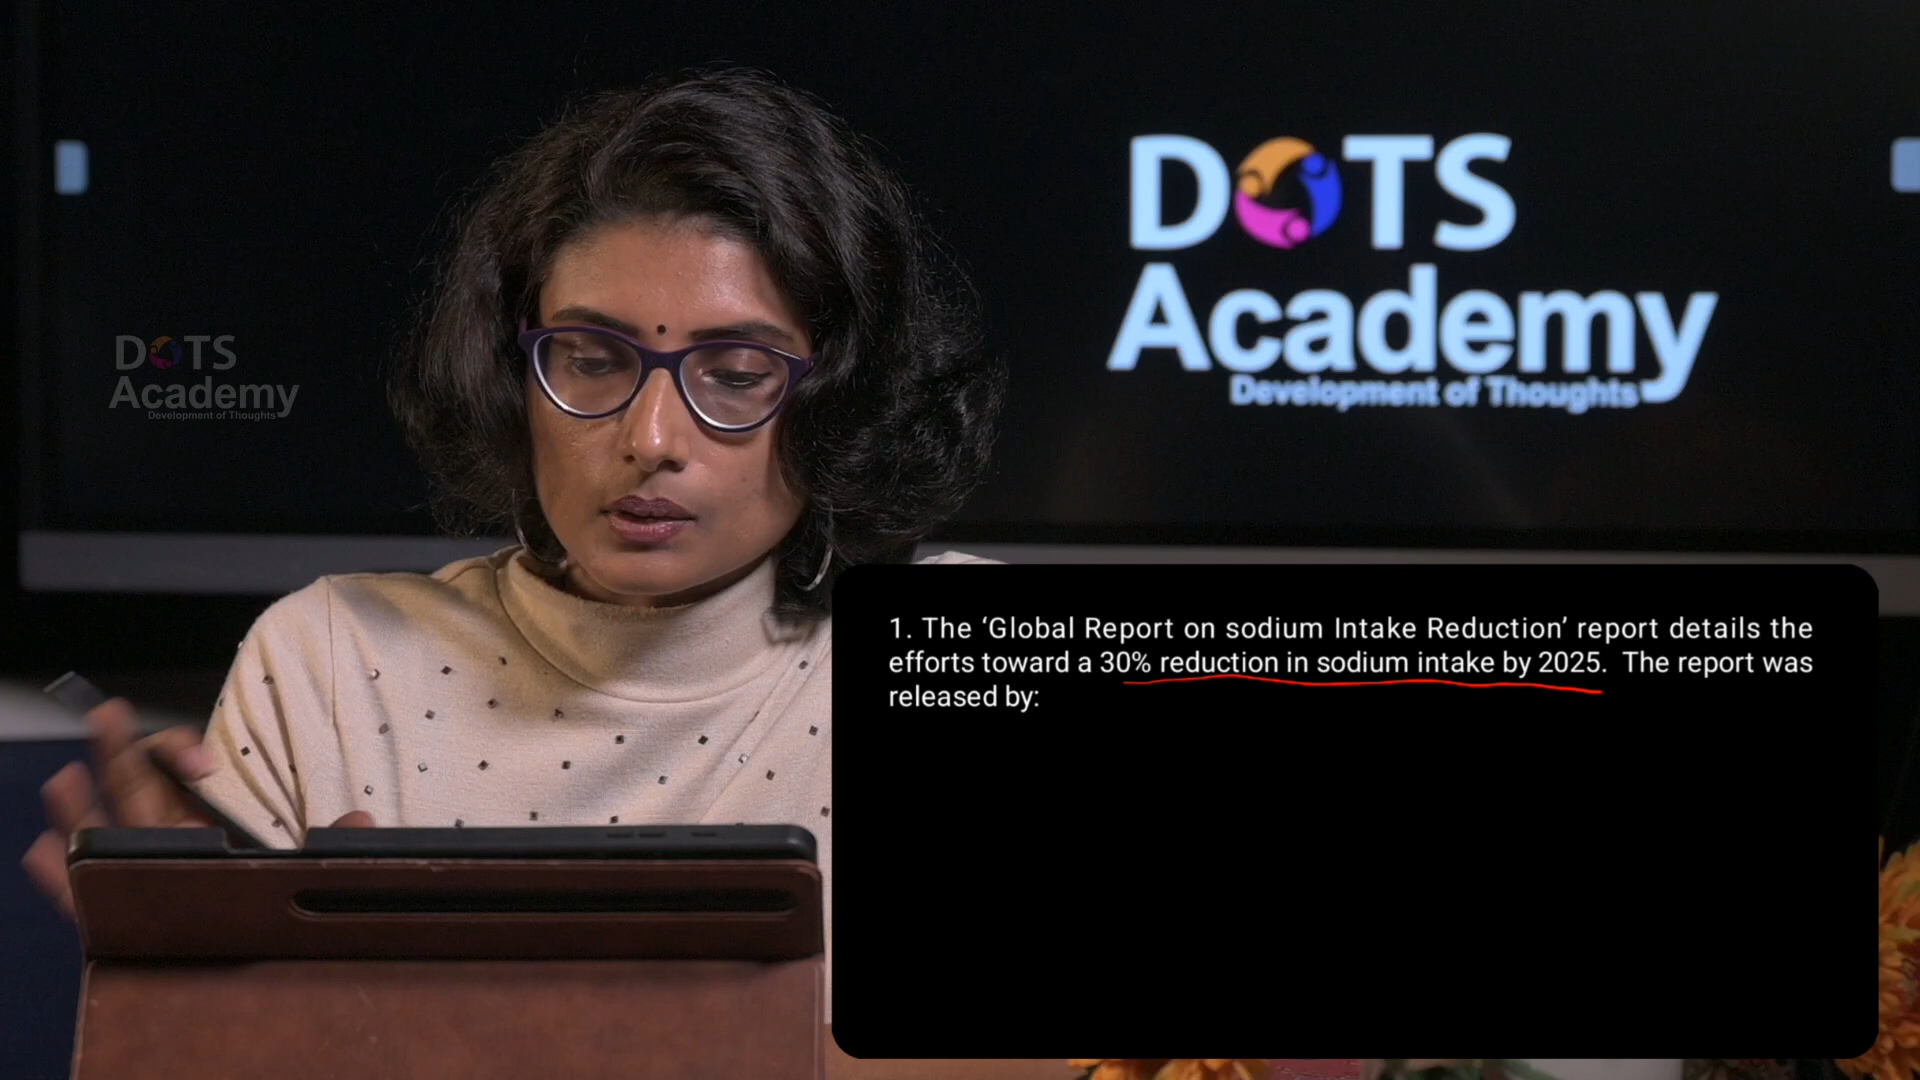 DOTS
Academy
Development of Thoughts
DOTS
Academy
Development of Thoughts
1. The ‘Global Report on sodium Intake Reduction’ report details the
efforts toward a 30% reduction in sodium intake by 2025. The report was
released by: